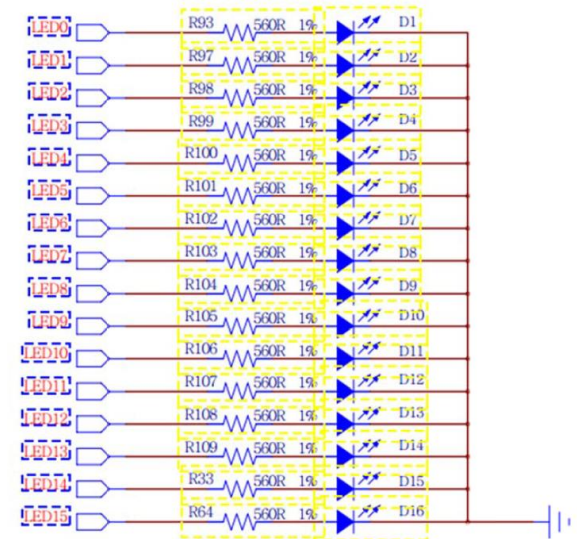 LED0 R93 560R 1% D1
LED1 R97 560R 1% D2
LED2 R98 560R 1% D3
LED3 R99 560R 1% D4
LED4 R100 560R 1% D5
LED5 R101 560R 1% D6
LED6 R102 560R 1% D7
LED7 R103 560R 1% D8
LED8 R104 560R 1% D9
LED9 R105 560R 1% D10
LED10 R106 560R 1% D11
LED11 R107 560R 1% D12
LED12 R108 560R 1% D13
LED13 R109 560R 1% D14
LED14 R33 560R 1% D15
LED15 R64 560R 1% D16